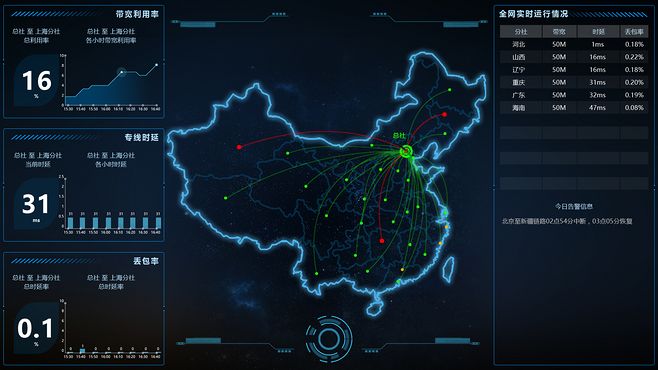 带宽利用率
总社 至 上海分社
总利用率
总社 至 上海分社
各小时带宽利用率
16
%
10
8
6
4
2
0
15:30 15:40 15:50 16:00 16:10 16:20 16:30 16:40
专线时延
总社 至 上海分社
当前时延
总社 至 上海分社
各小时时延
31
ms
2.5
2
1.5
1
0.5
0
31 31 31 31 31 31 31 31
15:30 15:40 15:50 16:00 16:10 16:20 16:30 16:40
丢包率
总社 至 上海分社
总时延率
总社 至 上海分社
总时延率
0.1
%
10
8
6
4
2
0
0 1 0 0 0 0 0 0
15:30 15:40 15:50 16:00 16:10 16:20 16:30 16:40
总社
全网实时运行情况
分社 带宽 时延 丢包率
河北 50M 1ms 0.18%
山西 50M 16ms 0.22%
辽宁 50M 16ms 0.18%
重庆 50M 31ms 0.20%
广东 50M 32ms 0.19%
海南 50M 47ms 0.08%
今日告警信息
北京至新疆链路02点54分中断，03点05分恢复